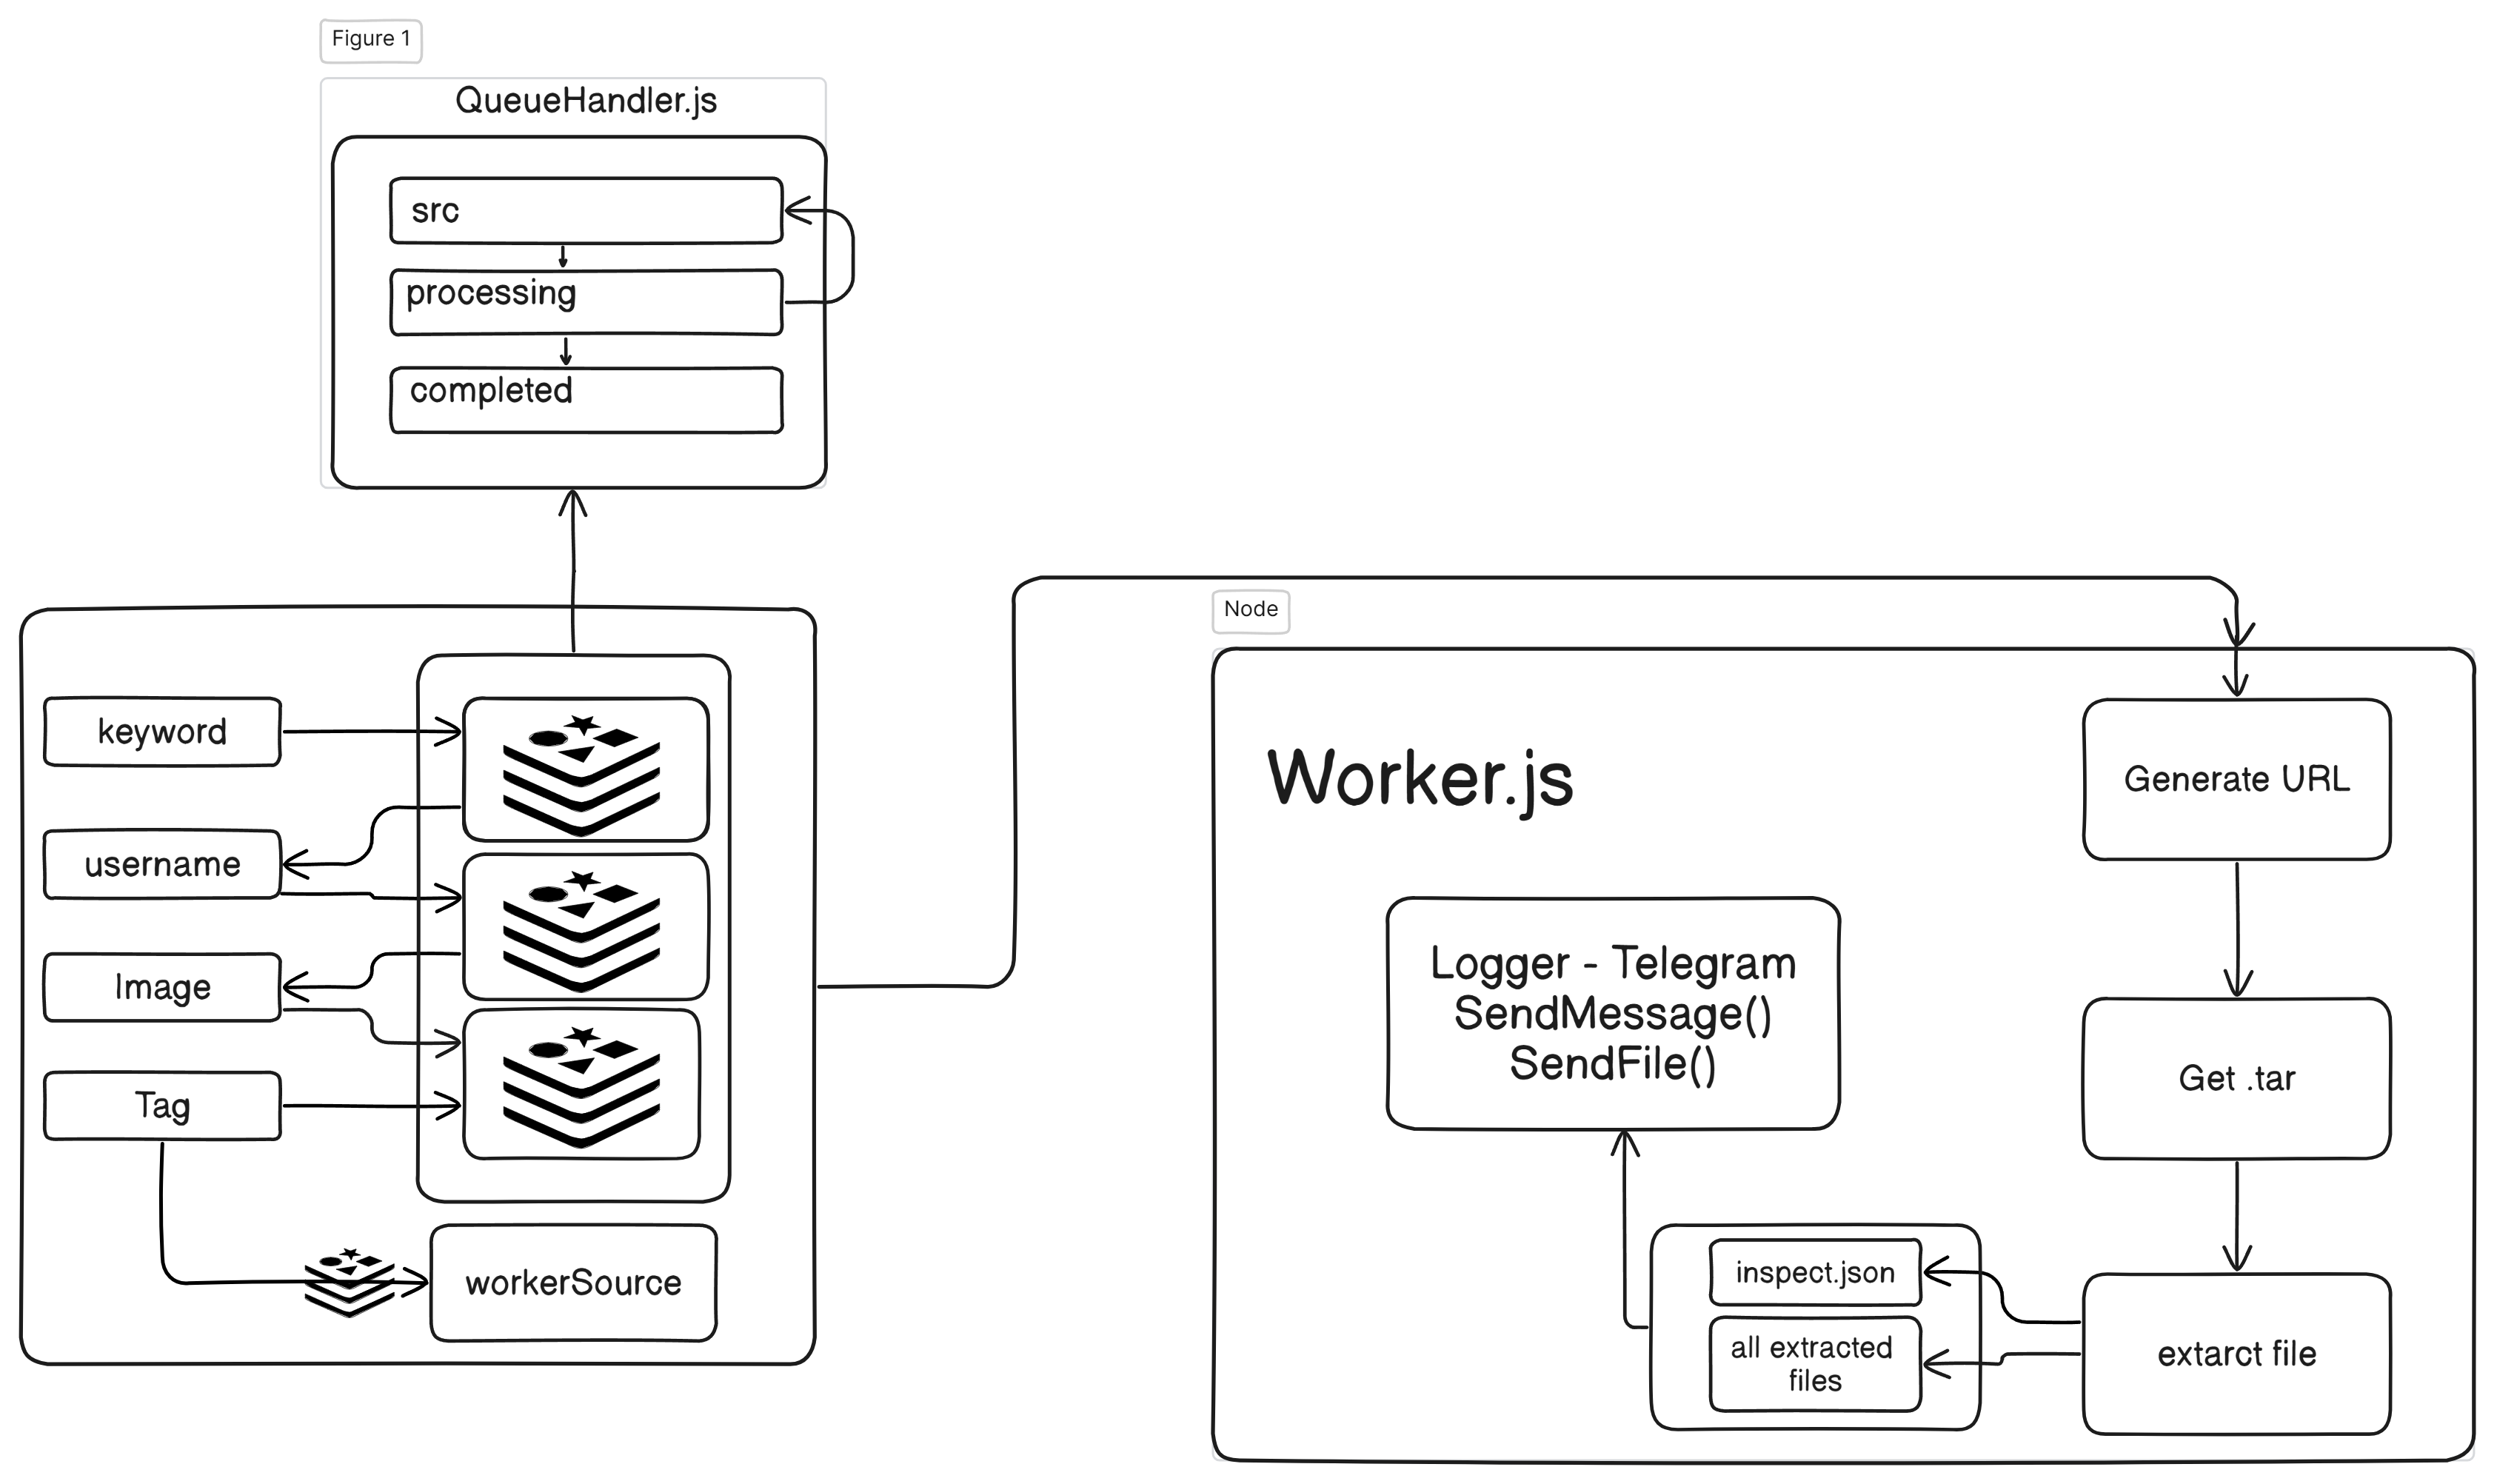 Figure 1
QueueHandler.js
src
processing
completed
keyword
username
Image
Tag
workerSource
Node
Worker.js
Generate URL
Logger - Telegram
SendMessage()
SendFile()
Get .tar
inspect.json
all extracted
files
extarct file